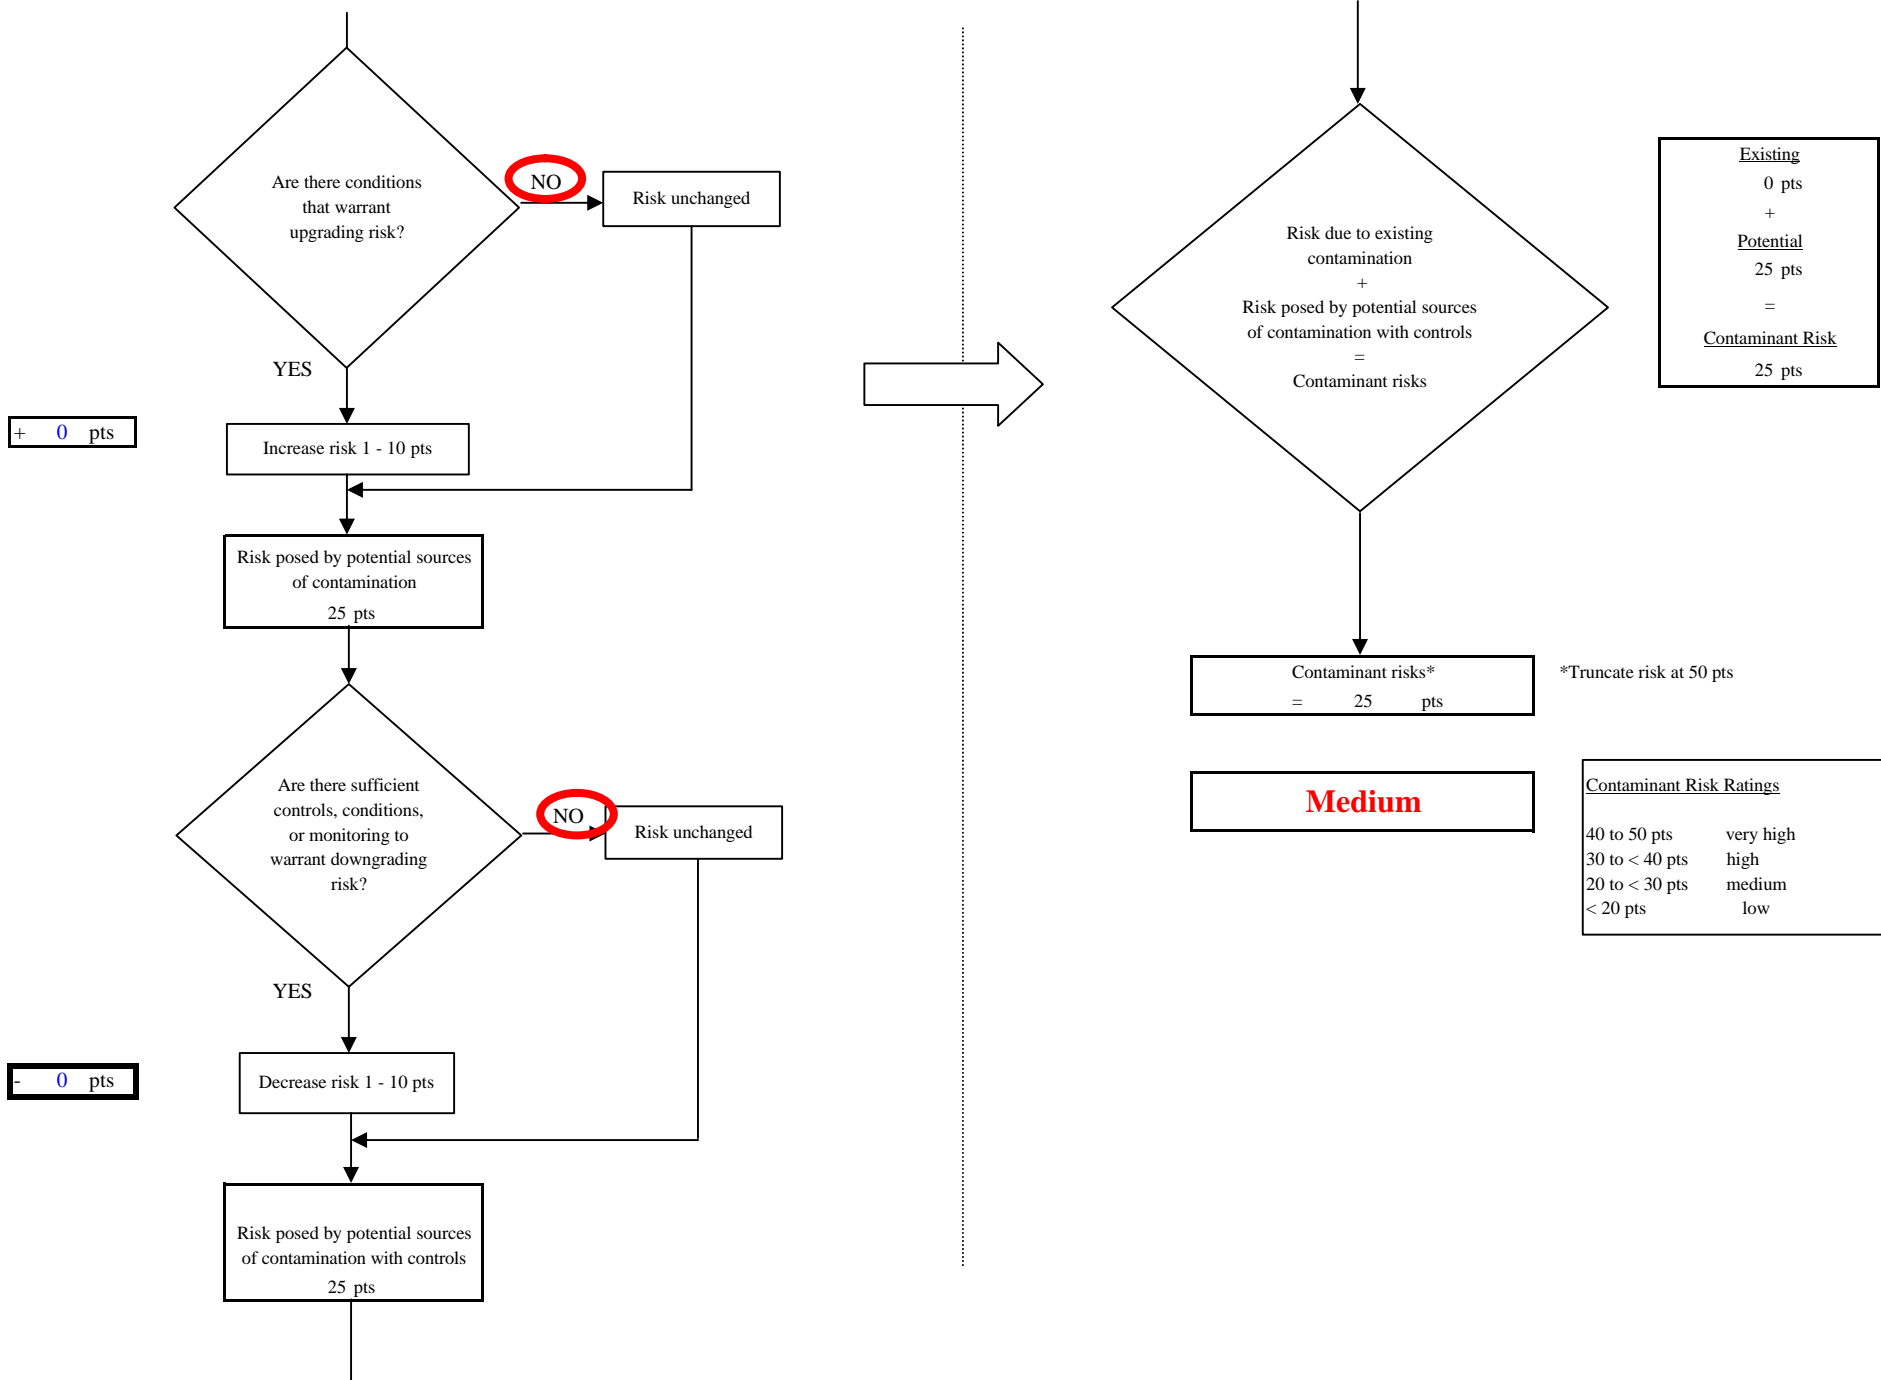 Are there conditions
that warrant
upgrading risk?
NO
Risk unchanged
YES
+ 0 pts
Increase risk 1 - 10 pts
Risk posed by potential sources
of contamination
25 pts
Are there sufficient
controls, conditions,
or monitoring to
warrant downgrading
risk?
NO
Risk unchanged
YES
- 0 pts
Decrease risk 1 - 10 pts
Risk posed by potential sources
of contamination with controls
25 pts
Risk due to existing
contamination
+
Risk posed by potential sources
of contamination with controls
=
Contaminant risks
Existing
0 pts
+
Potential
25 pts
=
Contaminant Risk
25 pts
Contaminant risks*
= 25 pts
*Truncate risk at 50 pts
Medium
Contaminant Risk Ratings
40 to 50 pts very high
30 to < 40 pts high
20 to < 30 pts medium
< 20 pts low